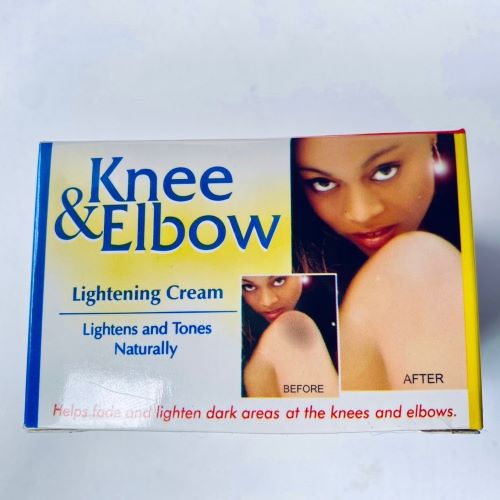 Knee
& Elbow
Lightening Cream
Lightens and Tones
Naturally
BEFORE
AFTER
Helps fade and lighten dark areas at the knees and elbows.